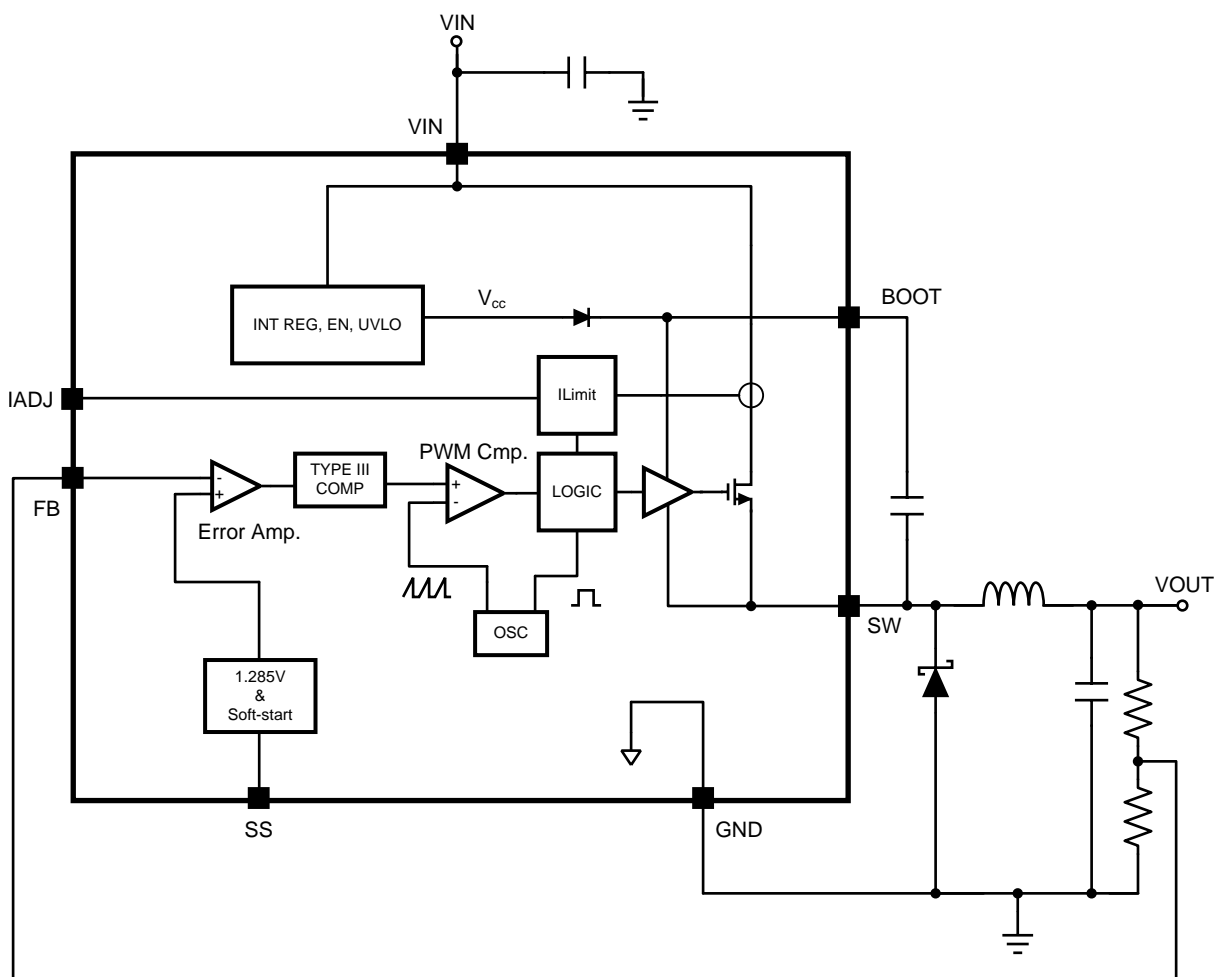 VIN
VIN
INT REG, EN, UVLO
Vcc
BOOT
IADJ
ILimit
PWM Cmp.
-
+
TYPE III
COMP
+
-
LOGIC
FB
Error Amp.
OSC
SW
VOUT
1.285V
&
Soft-start
SS
GND